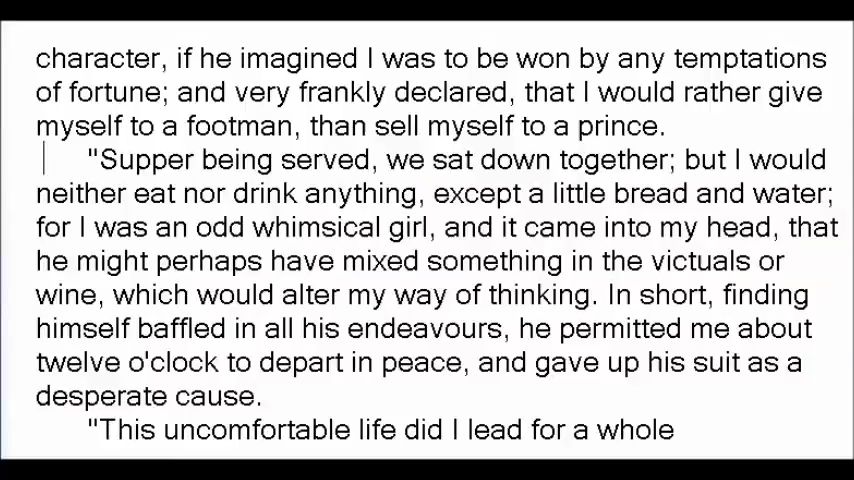 character, if he imagined I was to be won by any temptations
of fortune; and very frankly declared, that I would rather give
myself to a footman, than sell myself to a prince.
"Supper being served, we sat down together; but I would
neither eat nor drink anything, except a little bread and water;
for I was an odd whimsical girl, and it came into my head, that
he might perhaps have mixed something in the victuals or
wine, which would alter my way of thinking. In short, finding
himself baffled in all his endeavours, he permitted me about
twelve o'clock to depart in peace, and gave up his suit as a
desperate cause.
"This uncomfortable life did I lead for a whole